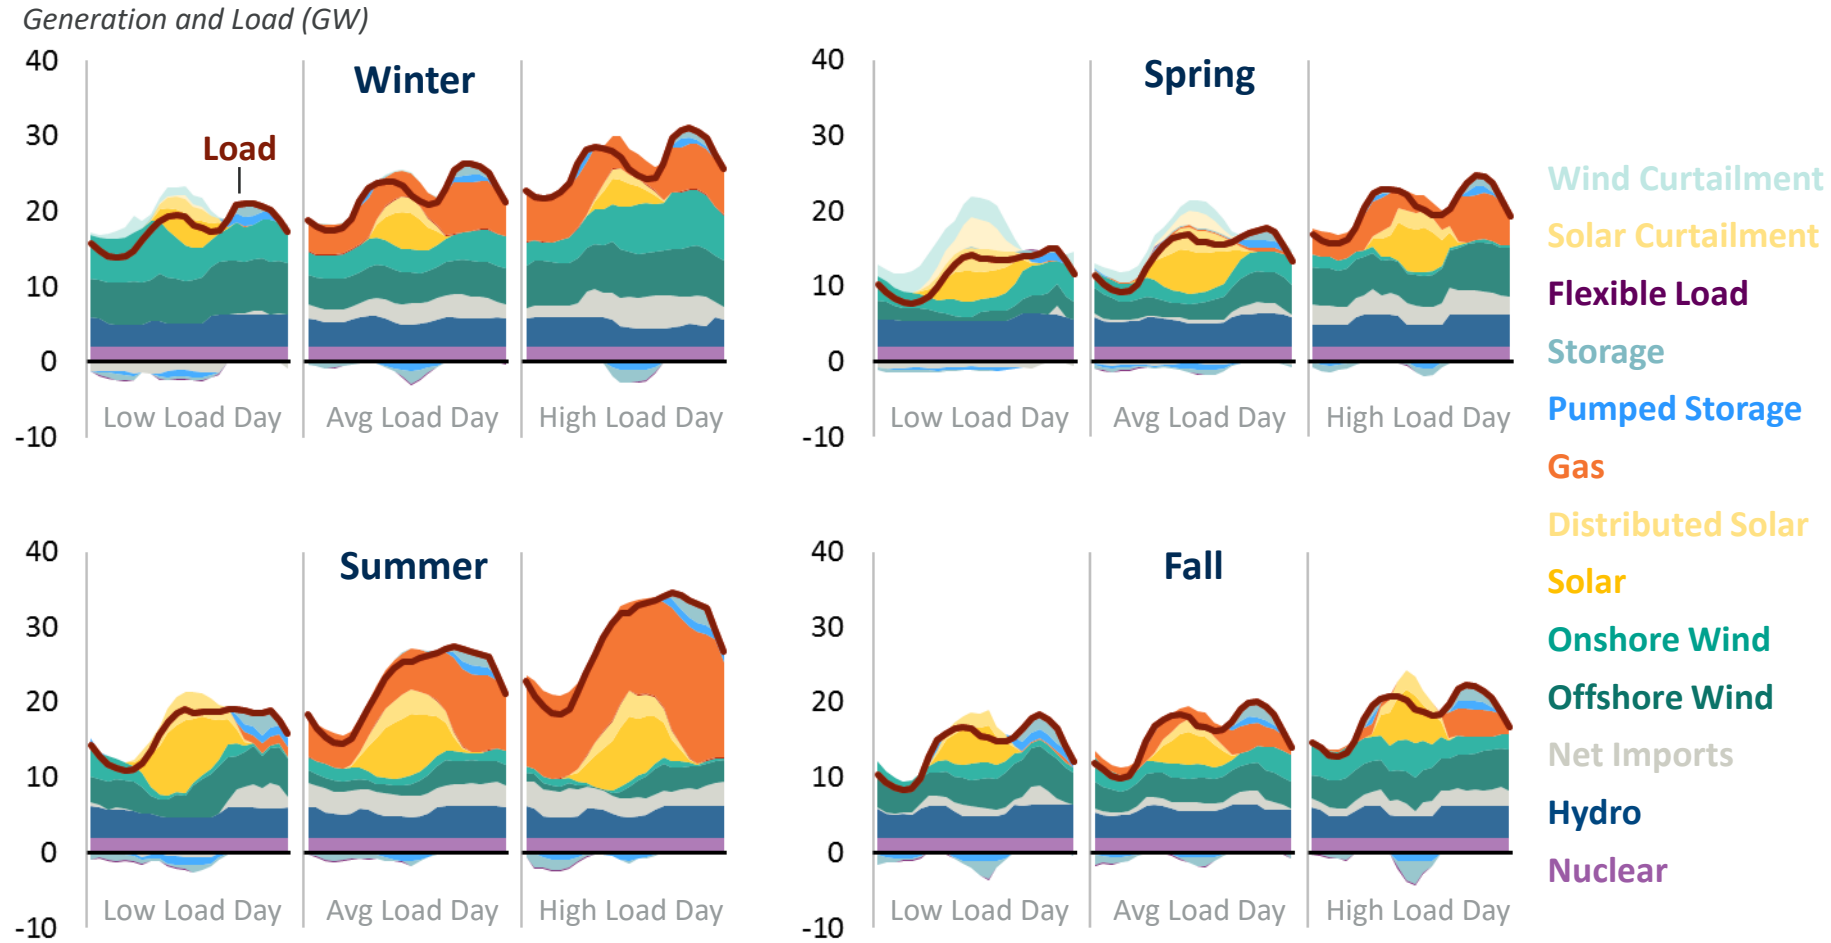 Generation and Load (GW)
40
30
20
10
0
-10
Winter
Load
Low Load Day
Avg Load Day
High Load Day
40
30
20
10
0
-10
Spring
Low Load Day
Avg Load Day
High Load Day
40
30
20
10
0
-10
Summer
Low Load Day
Avg Load Day
High Load Day
40
30
20
10
0
-10
Fall
Low Load Day
Avg Load Day
High Load Day
Wind Curtailment
Solar Curtailment
Flexible Load
Storage
Pumped Storage
Gas
Distributed Solar
Solar
Onshore Wind
Offshore Wind
Net Imports
Hydro
Nuclear